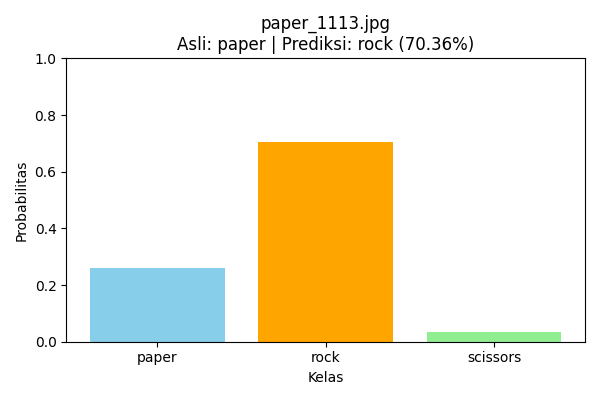 paper_1113.jpg
Asli: paper | Prediksi: rock (70.36%)
1.0
0.8
0.6
0.4
0.2
0.0
Probabilitas
paper rock scissors
Kelas